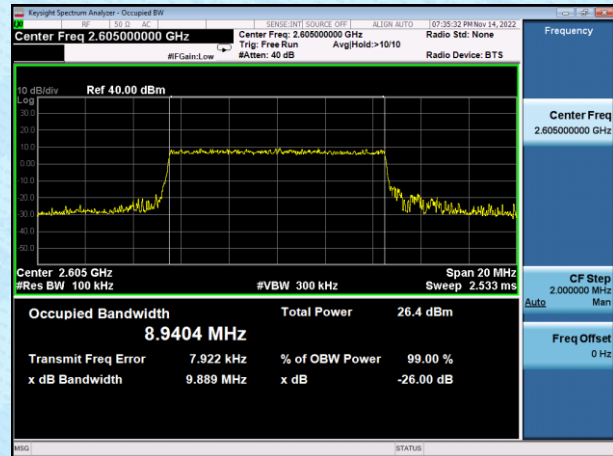 Keysight Spectrum Analyzer - Occupied BW
RF 50 Ω AC SENSE:INT SOURCE OFF ALIGN AUTO 07:35:32 PM Nov 14, 2022
Center Freq 2.605000000 GHz Center Freq: 2.605000000 GHz Radio Std: None
Trig: Free Run Avg|Hold:>10/10
#IFGain:Low #Atten: 40 dB Radio Device: BTS
10 dB/div Ref 40.00 dBm
Log
30.0
20.0
10.0
0.00
-10.0
-20.0
-30.0
-40.0
-50.0
Center 2.605 GHz Span 20 MHz
#Res BW 100 kHz #VBW 300 kHz Sweep 2.533 ms
Occupied Bandwidth Total Power 26.4 dBm
8.9404 MHz
Transmit Freq Error 7.922 kHz % of OBW Power 99.00 %
x dB Bandwidth 9.889 MHz x dB -26.00 dB
MSG STATUS
Frequency
Center Freq
2.605000000 GHz
CF Step
2.000000 MHz
Auto Man
Freq Offset
0 Hz